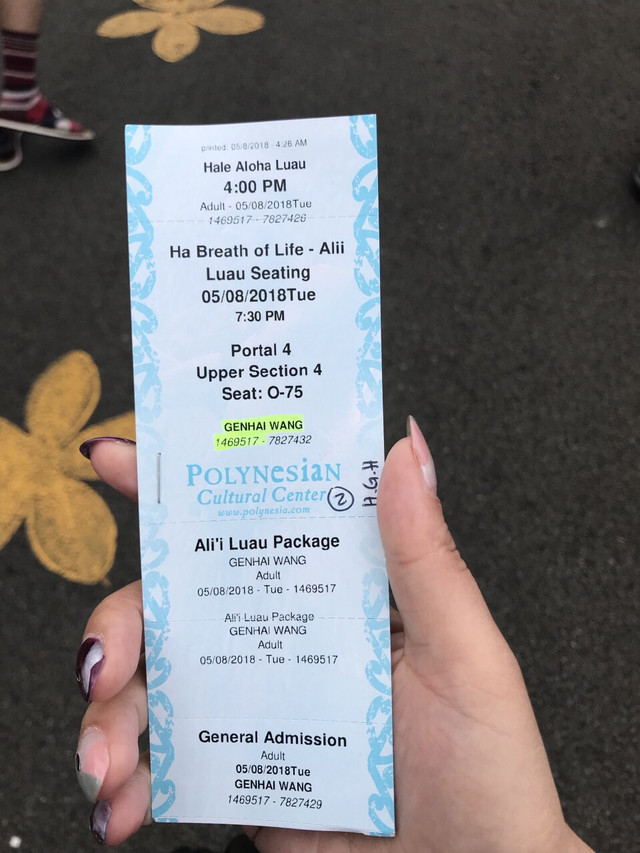 printed: 05/8/2018 - 4:26 AM
Hale Aloha Luau
4:00 PM
Adult - 05/08/2018Tue
1469517 - 7827426
Ha Breath of Life - Alii
Luau Seating
05/08/2018Tue
7:30 PM
Portal 4
Upper Section 4
Seat: O-75
GENHAI WANG
1469517 - 7827432
POLYNesiaN
Cultural Center 2
www.polynesia.com
H.G.H
Ali'i Luau Package
GENHAI WANG
Adult
05/08/2018 - Tue - 1469517
Ali'i Luau Package
GENHAI WANG
Adult
05/08/2018 - Tue - 1469517
General Admission
Adult
05/08/2018Tue
GENHAI WANG
1469517 - 7827429